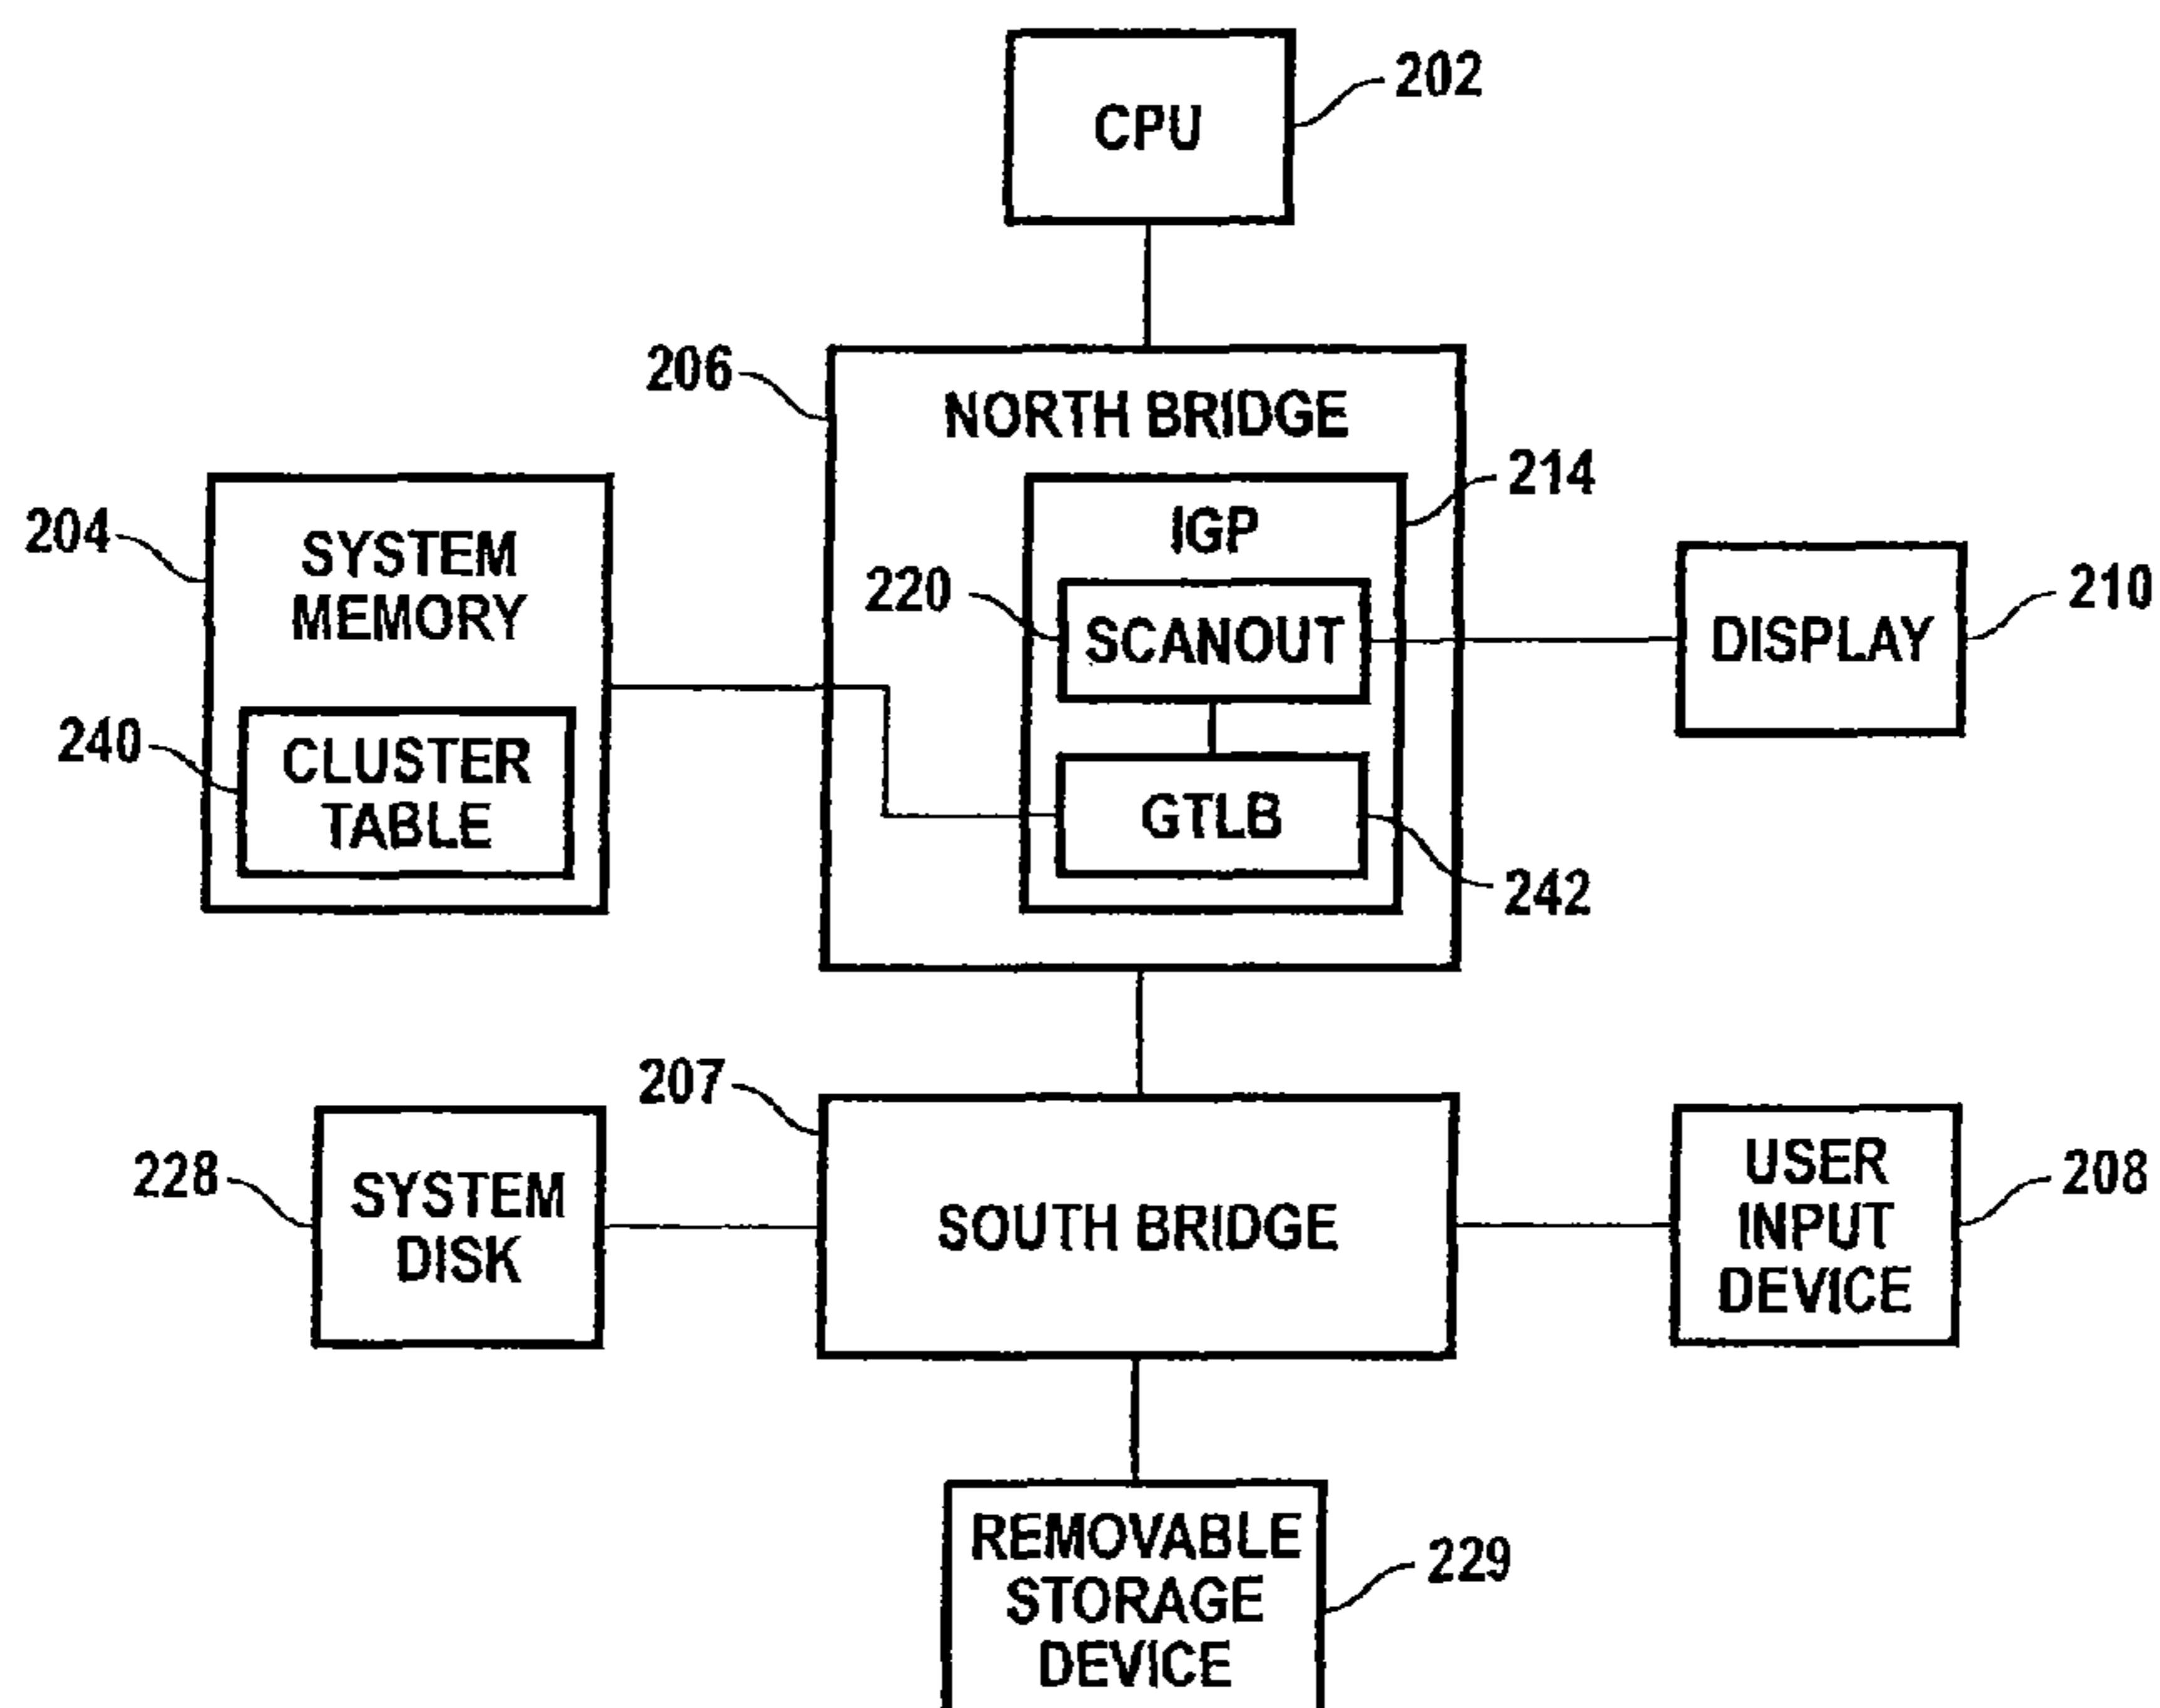 CPU
202
206
NORTH BRIDGE
214
204
SYSTEM
MEMORY
IGP
220
SCANOUT
DISPLAY
210
240
CLUSTER
TABLE
GTLB
242
207
228
SYSTEM
DISK
SOUTH BRIDGE
USER
INPUT
DEVICE
208
REMOVABLE
STORAGE
DEVICE
229